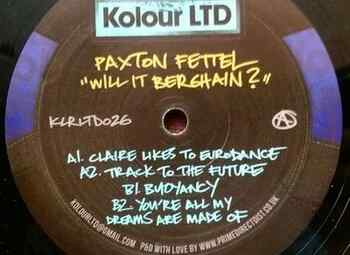 Kolour LTD
PAXTON FETTEL
"WILL IT BERGHAIN?"
KLRLTD026
A1. CLAIRE LIKES TO EURODANCE
A2. TRACK TO THE FUTURE
B1. BUOYANCY
B2. YOU'RE ALL MY
DREAMS ARE MADE OF
KOLOURLTD@GMAIL.COM P&D WITH LOVE BY WWW.PRIMEDIRECTDIST.CO.UK